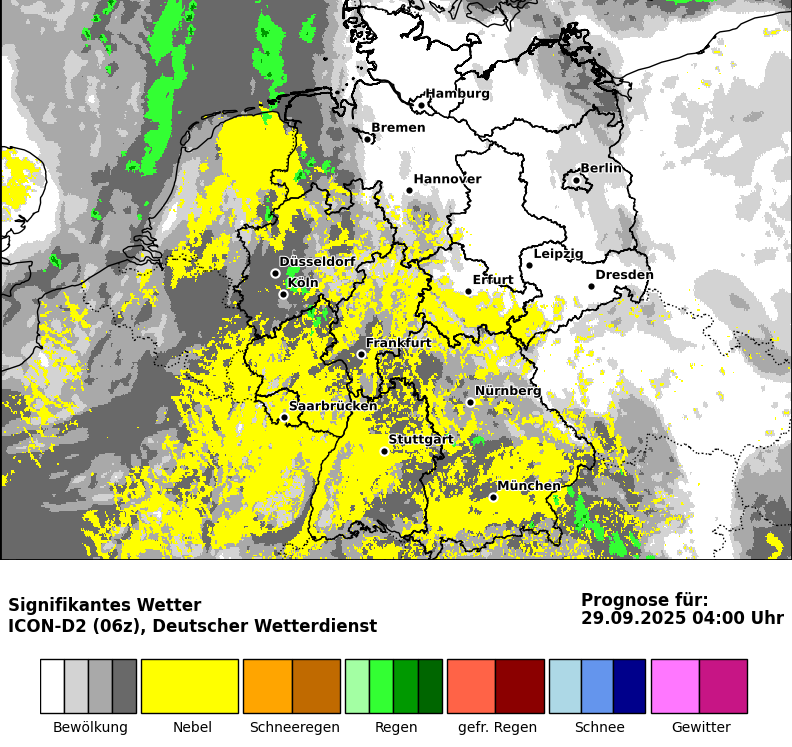 Hamburg
Bremen
Hannover
Berlin
Leipzig
Düsseldorf
Köln
Erfurt
Dresden
Frankfurt
Nürnberg
Saarbrücken
Stuttgart
München
Signifikantes Wetter
ICON-D2 (06z), Deutscher Wetterdienst
Prognose für:
29.09.2025 04:00 Uhr
Bewölkung Nebel Schneeregen Regen gefr. Regen Schnee Gewitter